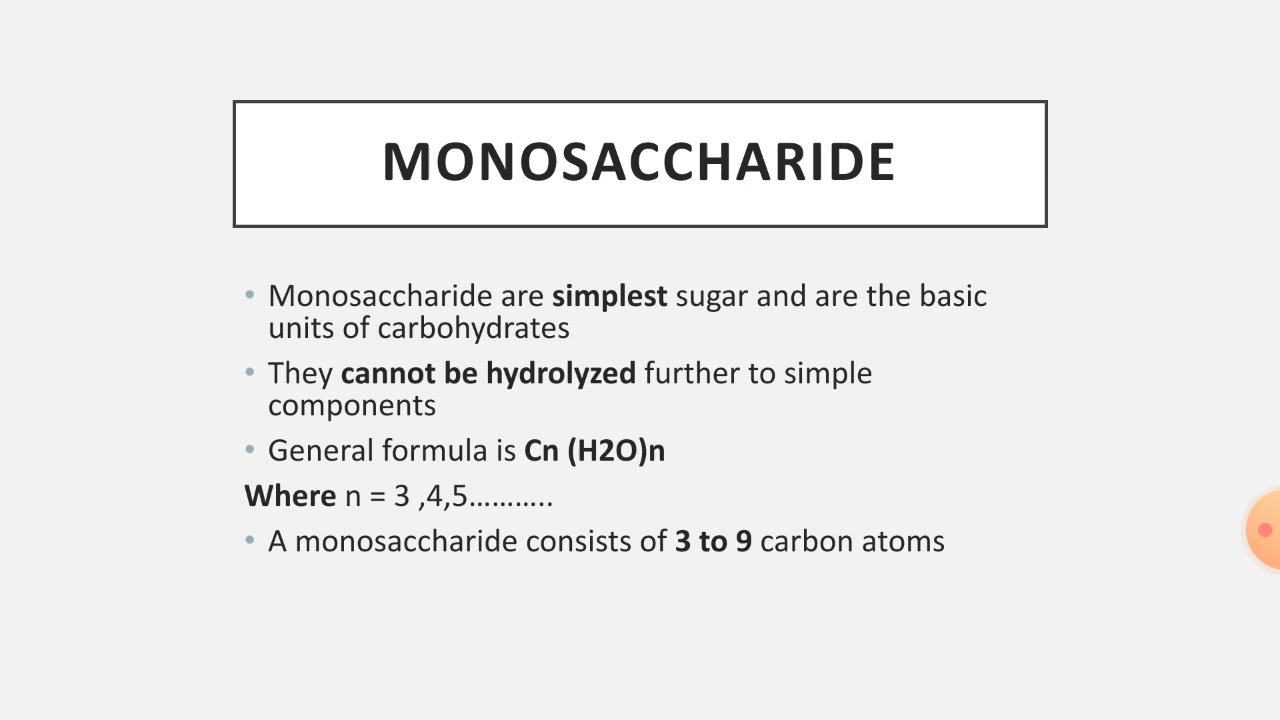 MONOSACCHARIDE
• Monosaccharide are simplest sugar and are the basic
units of carbohydrates
• They cannot be hydrolyzed further to simple
components
• General formula is Cn (H2O)n
Where n = 3 ,4,5………..
• A monosaccharide consists of 3 to 9 carbon atoms